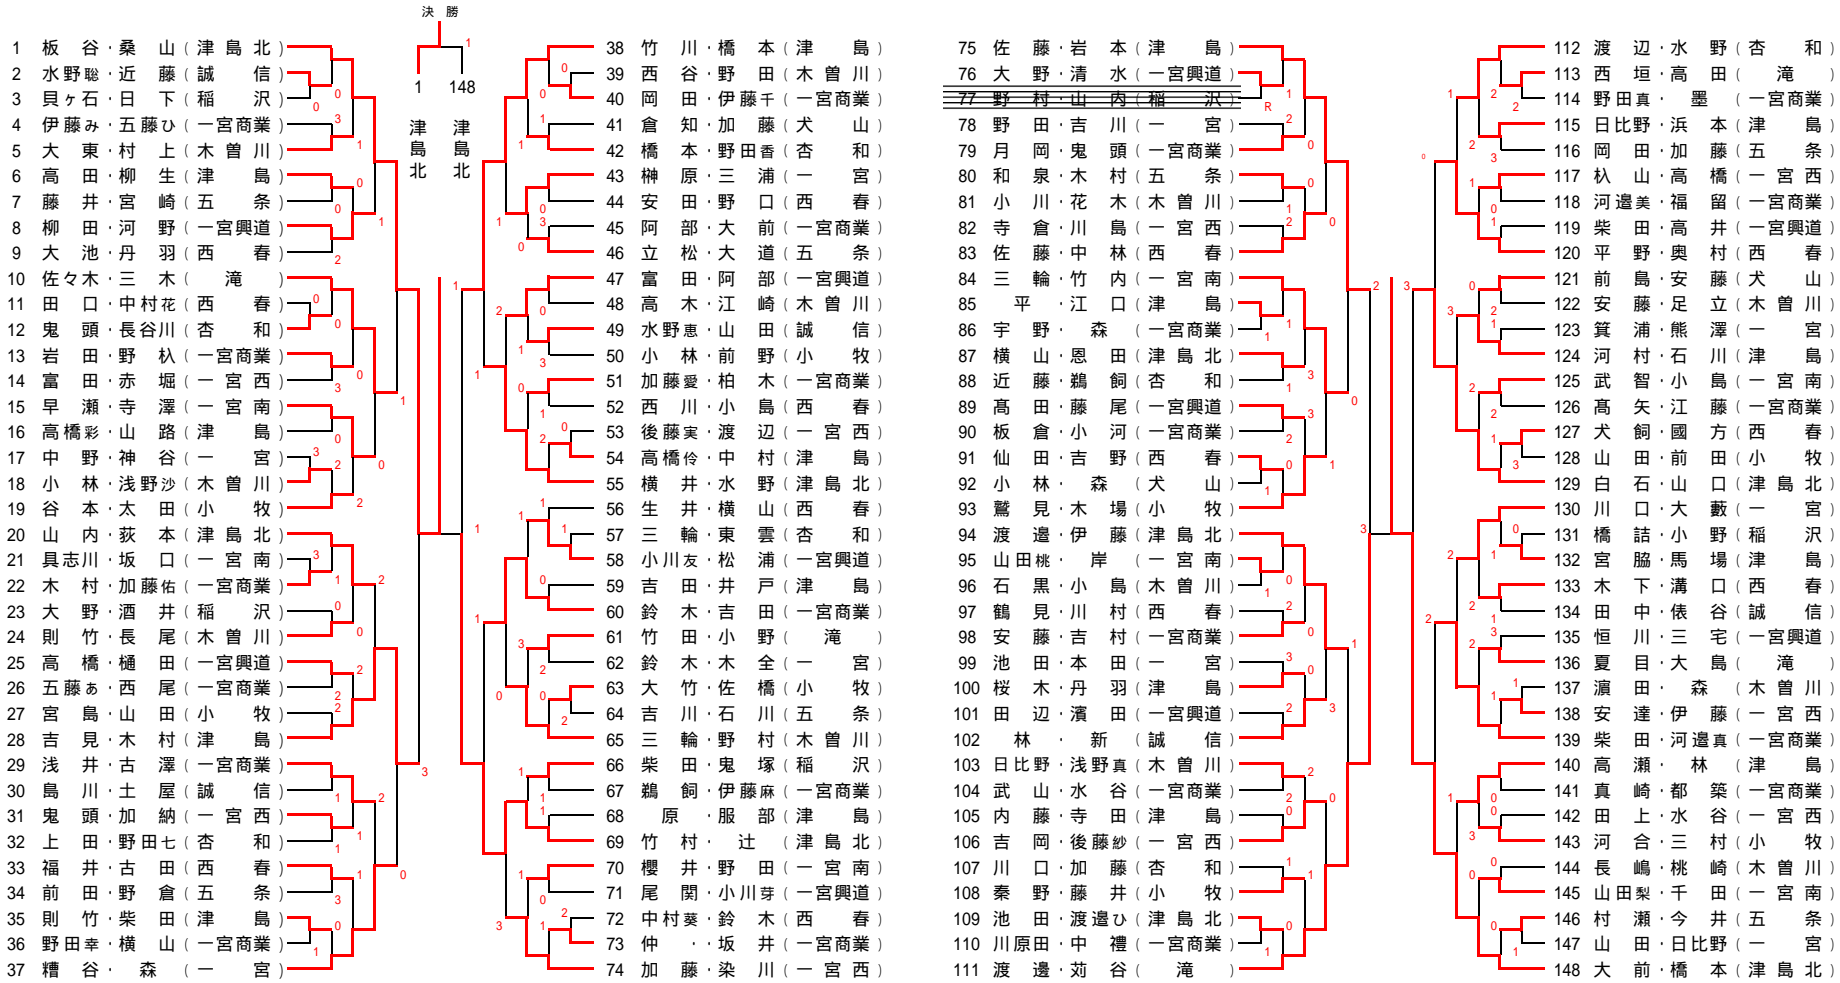 決 勝
1
1 148
津島北 津島北
1 板 谷・桑 山(津 島 北)
2 水野聡・近 藤(誠 信)
3 貝ヶ石・日 下(稲 沢)
4 伊藤み・五藤ひ(一宮商業)
5 大 東・村 上(木 曽 川)
6 高 田・柳 生(津 島)
7 藤 井・宮 崎(五 条)
8 柳 田・河 野(一宮興道)
9 大 池・丹 羽(西 春)
10 佐々木・三 木( 滝 )
11 田 口・中村花(西 春)
12 鬼 頭・長谷川(杏 和)
13 岩 田・野 杁(一宮商業)
14 富 田・赤 堀(一 宮 西)
15 早 瀬・寺 澤(一 宮 南)
16 高橋彩・山 路(津 島)
17 中 野・神 谷(一 宮)
18 小 林・浅野沙(木 曽 川)
19 谷 本・太 田(小 牧)
20 山 内・荻 本(津 島 北)
21 具志川・坂 口(一 宮 南)
22 木 村・加藤佑(一宮商業)
23 大 野・酒 井(稲 沢)
24 則 竹・長 尾(木 曽 川)
25 高 橋・樋 田(一宮興道)
26 五藤あ・西 尾(一宮商業)
27 宮 島・山 田(小 牧)
28 吉 見・木 村(津 島)
29 浅 井・古 澤(一宮商業)
30 島 川・土 屋(誠 信)
31 鬼 頭・加 納(一 宮 西)
32 上 田・野田七(杏 和)
33 福 井・古 田(西 春)
34 前 田・野 倉(五 条)
35 則 竹・柴 田(津 島)
36 野田幸・横 山(一宮商業)
37 糟 谷・ 森 (一 宮)
38 竹 川・橋 本(津 島)
39 西 谷・野 田(木 曽 川)
40 岡 田・伊藤千(一宮商業)
41 倉 知・加 藤(犬 山)
42 橋 本・野田香(杏 和)
43 榊 原・三 浦(一 宮)
44 安 田・野 口(西 春)
45 阿 部・大 前(一宮商業)
46 立 松・大 道(五 条)
47 富 田・阿 部(一宮興道)
48 高 木・江 崎(木 曽 川)
49 水野恵・山 田(誠 信)
50 小 林・前 野(小 牧)
51 加藤愛・柏 木(一宮商業)
52 西 川・小 島(西 春)
53 後藤実・渡 辺(一 宮 西)
54 高橋伶・中 村(津 島)
55 横 井・水 野(津 島 北)
56 生 井・横 山(西 春)
57 三 輪・東 雲(杏 和)
58 小川友・松 浦(一宮興道)
59 吉 田・井 戸(津 島)
60 鈴 木・吉 田(一宮商業)
61 竹 田・小 野( 滝 )
62 鈴 木・木 全(一 宮)
63 大 竹・佐 橋(小 牧)
64 吉 川・石 川(五 条)
65 三 輪・野 村(木 曽 川)
66 柴 田・鬼 塚(稲 沢)
67 鵜 飼・伊藤麻(一宮商業)
68 原 ・服 部(津 島)
69 竹 村・ 辻 (津 島 北)
70 櫻 井・野 田(一 宮 南)
71 尾 関・小川芽(一宮興道)
72 中村葵・鈴 木(西 春)
73 仲 ・・坂 井(一宮商業)
74 加 藤・染 川(一 宮 西)
75 佐 藤・岩 本(津 島)
76 大 野・清 水(一宮興道)
77 野 村・山 内(稲 沢)
78 野 田・吉 川(一 宮)
79 月 岡・鬼 頭(一宮商業)
80 和 泉・木 村(五 条)
81 小 川・花 木(木 曽 川)
82 寺 倉・川 島(一 宮 西)
83 佐 藤・中 林(西 春)
84 三 輪・竹 内(一 宮 南)
85 平 ・江 口(津 島)
86 宇 野・ 森 (一宮商業)
87 横 山・恩 田(津 島 北)
88 近 藤・鵜 飼(杏 和)
89 髙 田・藤 尾(一宮興道)
90 板 倉・小 河(一宮商業)
91 仙 田・吉 野(西 春)
92 小 林・ 森 (犬 山)
93 鷲 見・木 場(小 牧)
94 渡 邉・伊 藤(津 島 北)
95 山田桃・ 岸 (一 宮 南)
96 石 黒・小 島(木 曽 川)
97 鶴 見・川 村(西 春)
98 安 藤・吉 村(一宮商業)
99 池 田・本 田(一 宮)
100 桜 木・丹 羽(津 島)
101 田 辺・濱 田(一宮興道)
102 林 ・ 新 (誠 信)
103 日比野・浅野真(木 曽 川)
104 武 山・水 谷(一宮商業)
105 内 藤・寺 田(津 島)
106 吉 岡・後藤紗(一 宮 西)
107 川 口・加 藤(杏 和)
108 秦 野・藤 井(小 牧)
109 池 田・渡邉ひ(津 島 北)
110 川原田・中 禮(一宮商業)
111 渡 邊・苅 谷( 滝 )
112 渡 辺・水 野(杏 和)
113 西 垣・高 田( 滝 )
114 野田真・ 墨 (一宮商業)
115 日比野・浜 本(津 島)
116 岡 田・加 藤(五 条)
117 杁 山・高 橋(一 宮 西)
118 河邉美・福 留(一宮商業)
119 柴 田・高 井(一宮興道)
120 平 野・奥 村(西 春)
121 前 島・安 藤(犬 山)
122 安 藤・足 立(木 曽 川)
123 箕 浦・熊 澤(一 宮)
124 河 村・石 川(津 島)
125 武 智・小 島(一 宮 南)
126 髙 矢・江 藤(一宮商業)
127 犬 飼・國 方(西 春)
128 山 田・前 田(小 牧)
129 白 石・山 口(津 島 北)
130 川 口・大 藪(一 宮)
131 橋 詰・小 野(稲 沢)
132 宮 脇・馬 場(津 島)
133 木 下・溝 口(西 春)
134 田 中・俵 谷(誠 信)
135 恒 川・三 宅(一宮興道)
136 夏 目・大 島( 滝 )
137 濵 田・ 森 (木 曽 川)
138 安 達・伊 藤(一 宮 西)
139 柴 田・河邉真(一宮商業)
140 高 瀬・ 林 (津 島)
141 真 崎・都 築(一宮商業)
142 田 上・水 谷(一 宮 西)
143 河 合・三 村(小 牧)
144 長 嶋・桃 崎(木 曽 川)
145 山田梨・千 田(一 宮 南)
146 村 瀬・今 井(五 条)
147 山 田・日比野(一 宮)
148 大 前・橋 本(津 島 北)